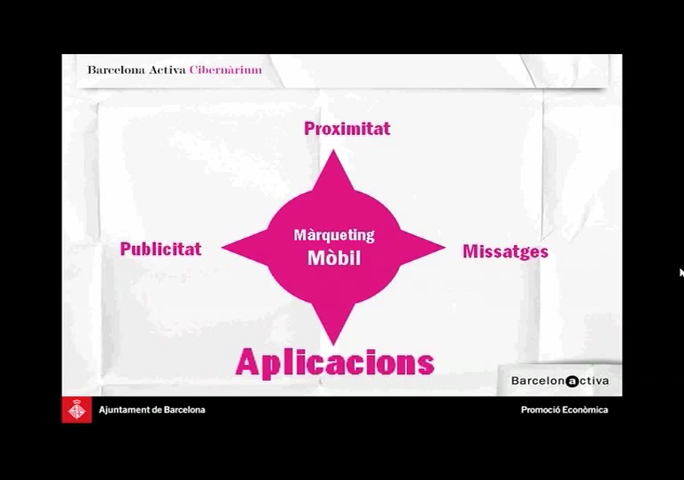 Barcelona Activa Cibernàrium
Proximitat
Publicitat
Màrqueting
Mòbil
Missatges
Aplicacions
Barcelonactiva
Ajuntament de Barcelona
Promoció Econòmica